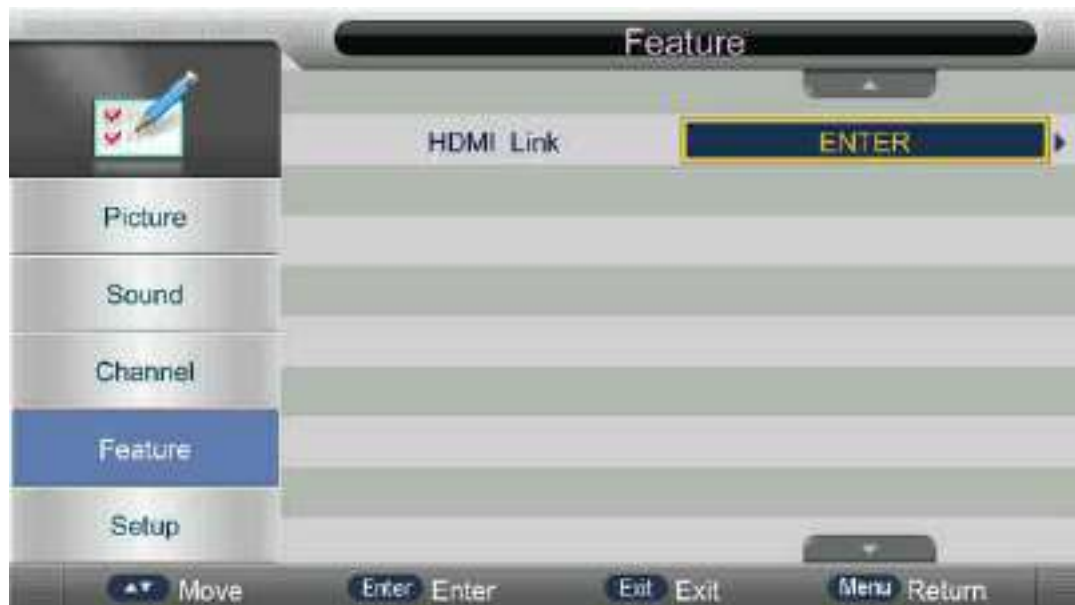 Feature
HDMI Link ENTER
Picture
Sound
Channel
Feature
Setup
Move Enter Enter Exit Exit Menu Return